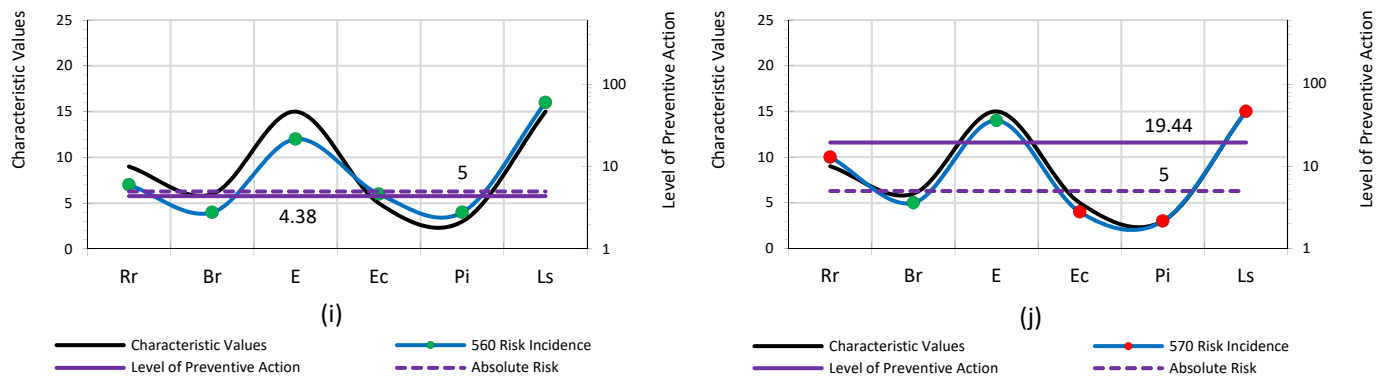 Characteristic Values
25
20
15
10
5
0
5
4.38
100
10
1
Level of Preventive Action
Rr Br E Ec Pi Ls
(i)
Characteristic Values
560 Risk Incidence
Level of Preventive Action
Absolute Risk
Characteristic Values
25
20
15
10
5
0
19.44
5
100
10
1
Level of Preventive Action
Rr Br E Ec Pi Ls
(j)
Characteristic Values
570 Risk Incidence
Level of Preventive Action
Absolute Risk